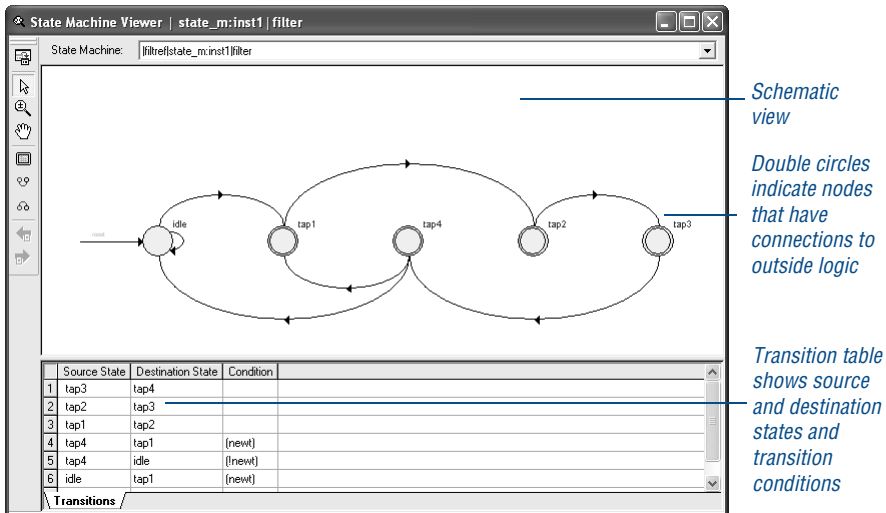 State Machine Viewer | state_m:inst1|filter
State Machine: |filtref|state_m:inst1|filter
Schematic
view
Double circles
indicate nodes
that have
connections to
outside logic
reset
idle
tap1
tap4
tap2
tap3
Source State Destination State Condition
1 tap3 tap4
2 tap2 tap3
3 tap1 tap2
4 tap4 tap1 (newt)
5 tap4 idle (!newt)
6 idle tap1 (newt)
Transitions
Transition table
shows source
and destination
states and
transition
conditions